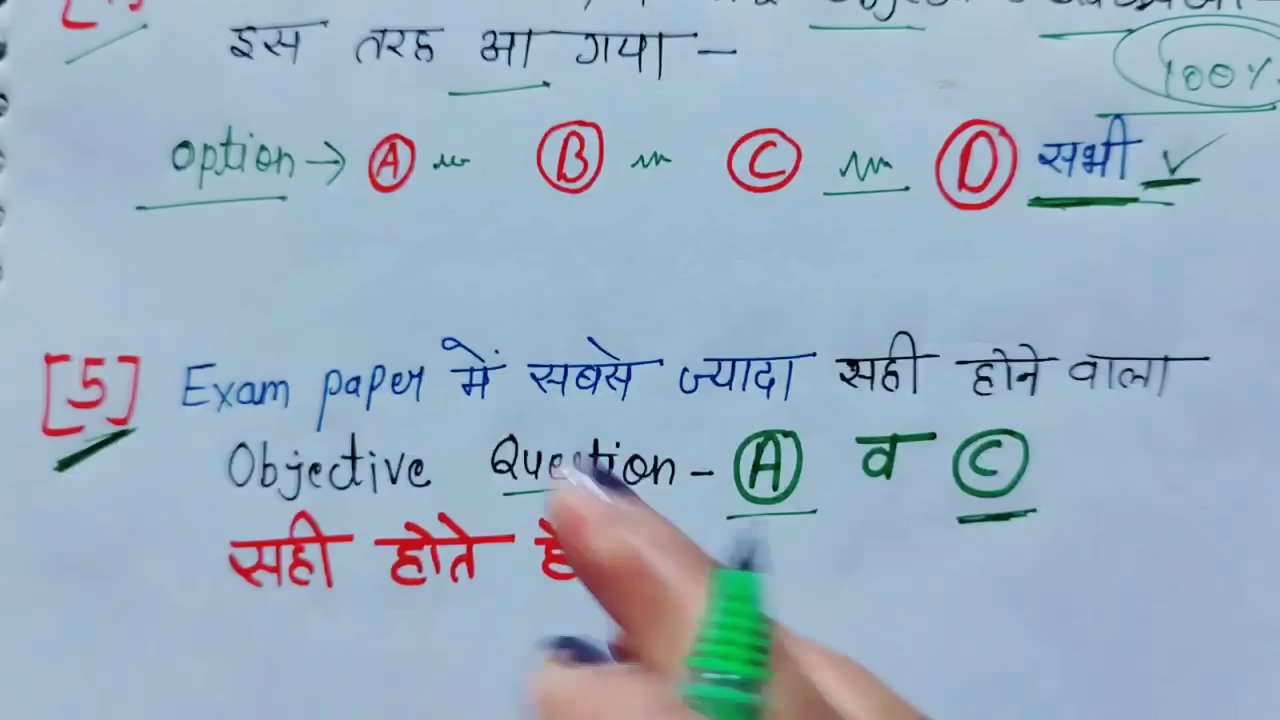 इस तरह आ गया -
100%
option → A B C D सभी ✓
[5] Exam paper में सबसे ज्यादा सही होने वाला
Objective Question - A व C
सही होते है